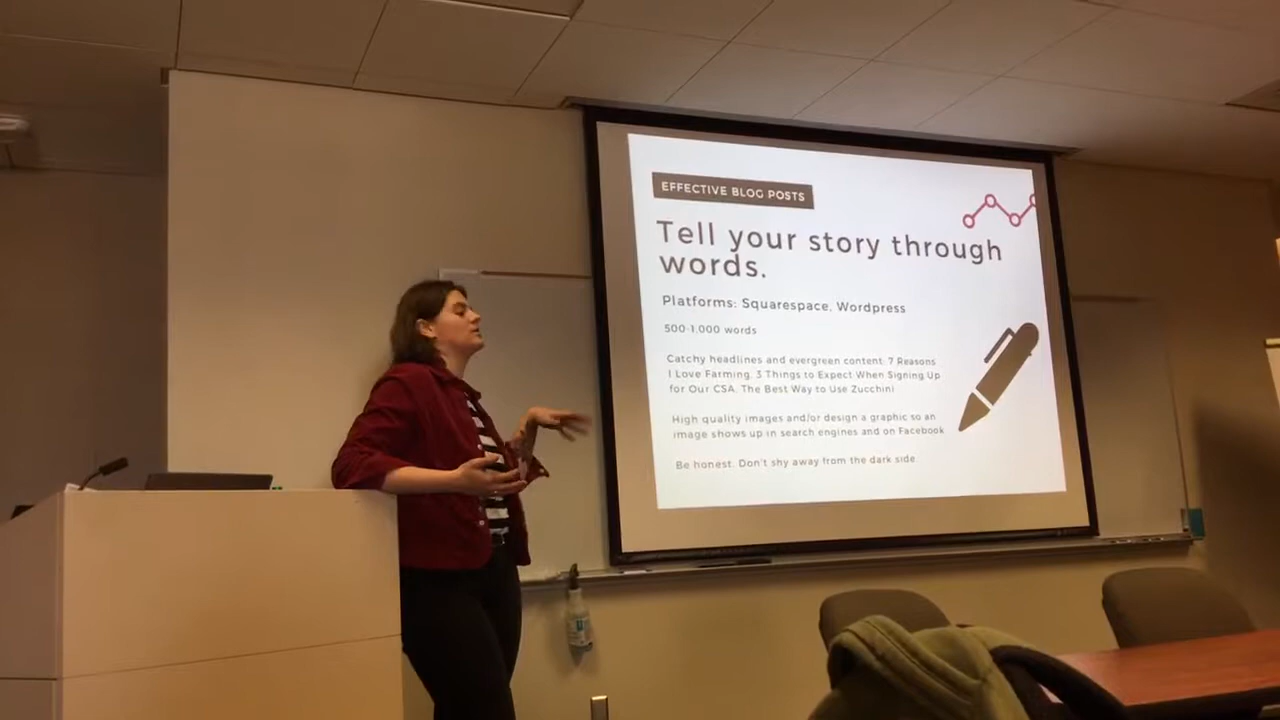 EFFECTIVE BLOG POSTS
Tell your story through
words.
Platforms: Squarespace, Wordpress
500-1,000 words
Catchy headlines and evergreen content: 7 Reasons
I Love Farming. 3 Things to Expect When Signing Up
for Our CSA. The Best Way to Use Zucchini
High quality images and/or design a graphic so an
image shows up in search engines and on Facebook
Be honest. Don't shy away from the dark side.